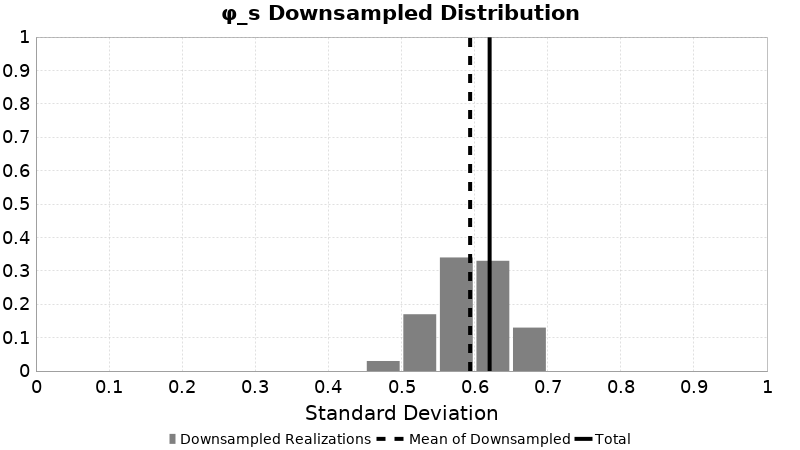 φ_s Downsampled Distribution
1
0.9
0.8
0.7
0.6
0.5
0.4
0.3
0.2
0.1
0
0 0.1 0.2 0.3 0.4 0.5 0.6 0.7 0.8 0.9 1
Standard Deviation
Downsampled Realizations Mean of Downsampled Total